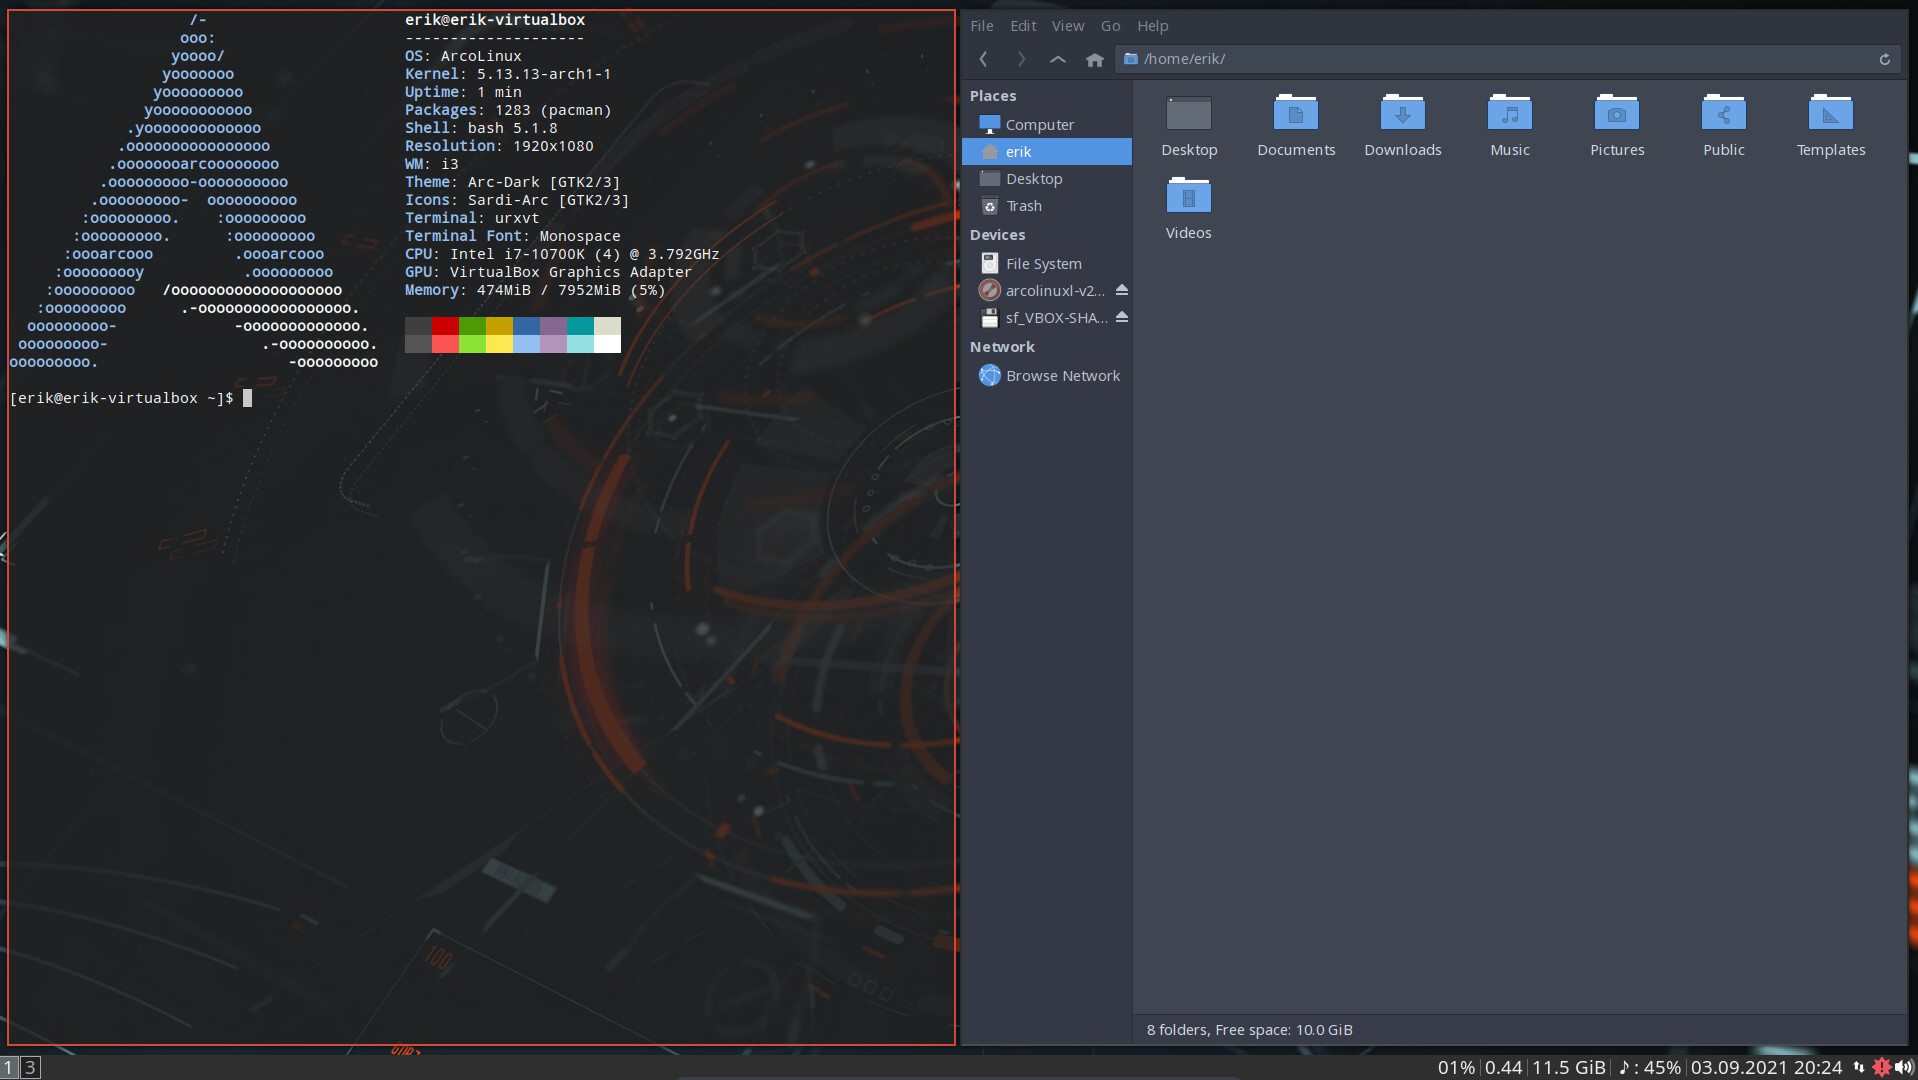 /-
ooo:
yoooo/
yooooooo
yooooooooo
yooooooooooo
.yooooooooooooo
.oooooooooooooooo
.oooooooarcoooooooo
.ooooooooo-oooooooooo
.ooooooooo-  oooooooooo
:ooooooooo.    :ooooooooo
:ooooooooo.      :ooooooooo
:oooarcooo         .oooarcooo
:ooooooooy           .ooooooooo
:ooooooooo   /ooooooooooooooooooo
:ooooooooo      .-ooooooooooooooooo.
ooooooooo-             -ooooooooooooo.
ooooooooo-                 .-oooooooooo.
ooooooooo.                     -ooooooooo
erik@erik-virtualbox
--------------------
OS: ArcoLinux
Kernel: 5.13.13-arch1-1
Uptime: 1 min
Packages: 1283 (pacman)
Shell: bash 5.1.8
Resolution: 1920x1080
WM: i3
Theme: Arc-Dark [GTK2/3]
Icons: Sardi-Arc [GTK2/3]
Terminal: urxvt
Terminal Font: Monospace
CPU: Intel i7-10700K (4) @ 3.792GHz
GPU: VirtualBox Graphics Adapter
Memory: 474MiB / 7952MiB (5%)
[erik@erik-virtualbox ~]$
100
File Edit View Go Help
/home/erik/
Places
Computer
erik
Desktop
Trash
Devices
File System
arcolinuxl-v2...
sf_VBOX-SHA...
Network
Browse Network
Desktop Documents Downloads Music Pictures Public Templates
Videos
8 folders, Free space: 10.0 GiB
1 3
01% | 0.44 | 11.5 GiB | ♪: 45% | 03.09.2021 20:24